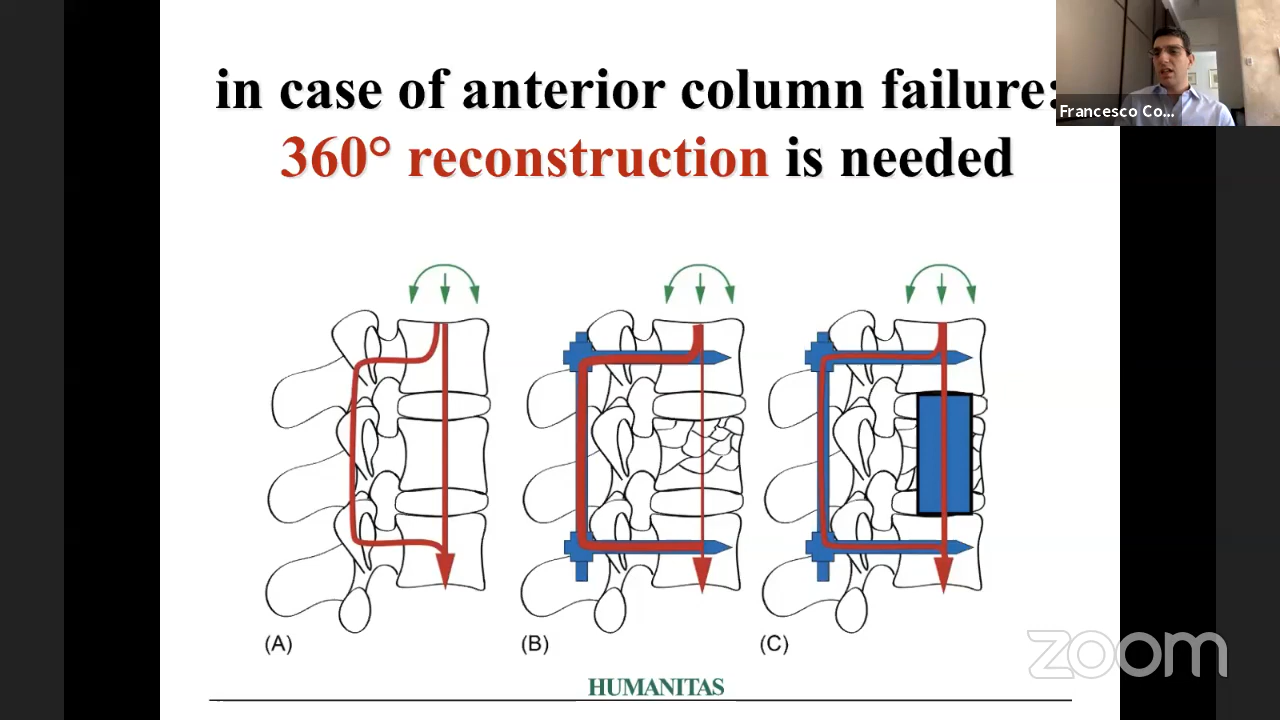 in case of anterior column failure:
360° reconstruction is needed
Francesco Co...
(A)
(B)
(C)
HUMANITAS
zoom